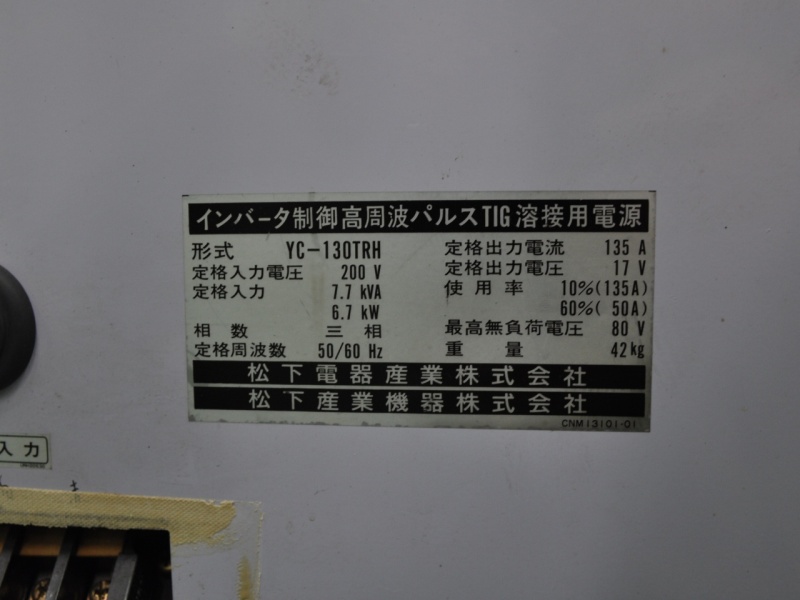 インバータ制御高周波パルスTIG溶接用電源
形式 YC-130TRH
定格入力電圧 200 V
定格入力 7.7 kVA
6.7 kW
相数 三相
定格周波数 50/60 Hz
定格出力電流 135 A
定格出力電圧 17 V
使用率 10%(135A)
60%( 50A)
最高無負荷電圧 80 V
重量 42kg
松下電器産業株式会社
松下産業機器株式会社
CNM13101-01
入力